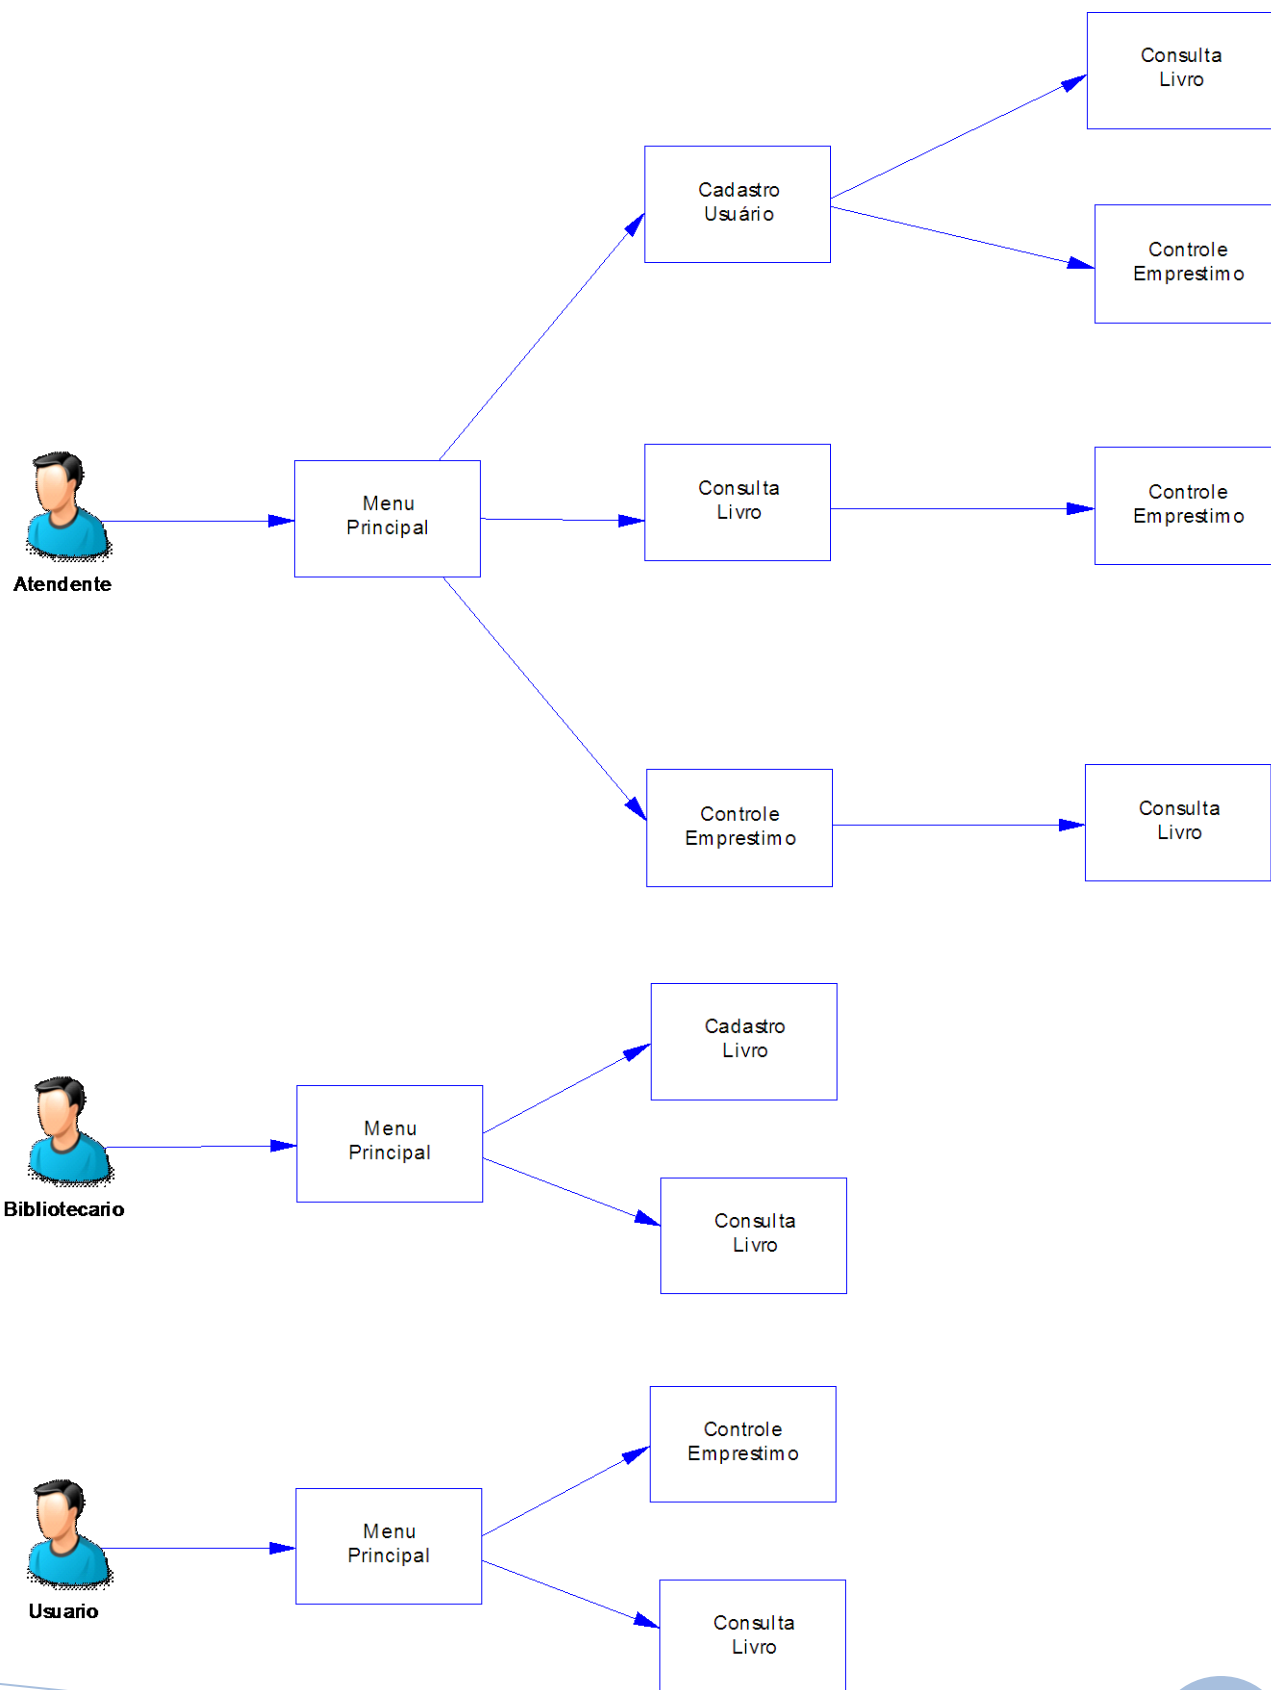 Consulta
Livro
Cadastro
Usuário
Controle
Emprestimo
Menu
Principal
Atendente
Consulta
Livro
Controle
Emprestimo
Controle
Emprestimo
Consulta
Livro
Cadastro
Livro
Menu
Principal
Bibliotecario
Consulta
Livro
Controle
Emprestimo
Menu
Principal
Usuario
Consulta
Livro